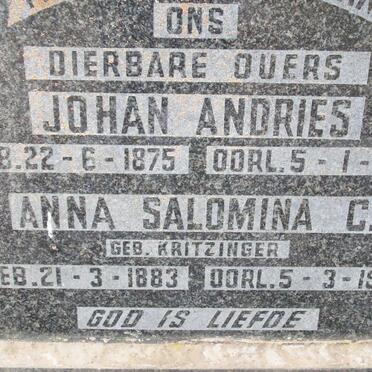 ONS
DIERBARE OUERS
JOHAN ANDRIES
B.22-6-1875 OORL.5-1-
ANNA SALOMINA C.
GEB. KRITZINGER
EB.21-3-1883 OORL.5-3-19
GOD IS LIEFDE